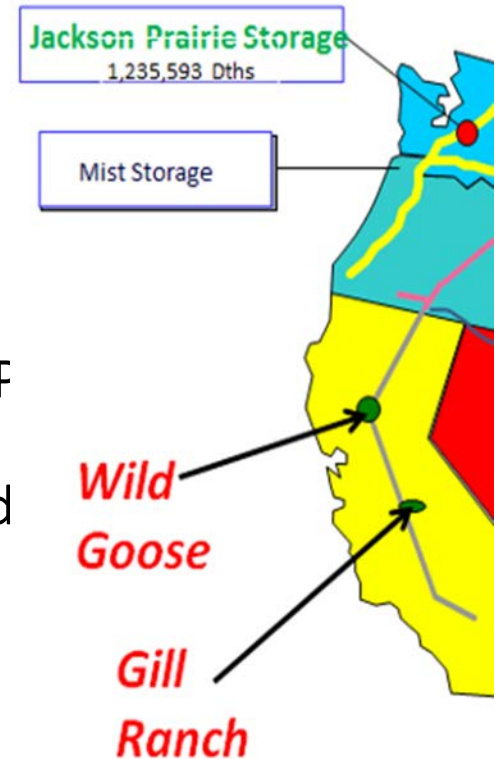 Jackson Prairie Storage
1,235,593 Dths
Mist Storage
P
d
Wild
Goose
Gill
Ranch